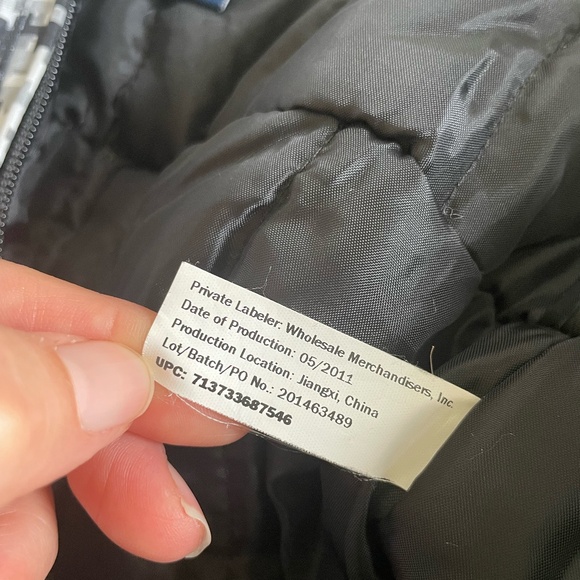 Private Labeler: Wholesale Merchandisers, Inc.
Date of Production: 05/2011
Production Location: Jiangxi, China
Lot/Batch/PO No.: 201463489
UPC: 713733687546